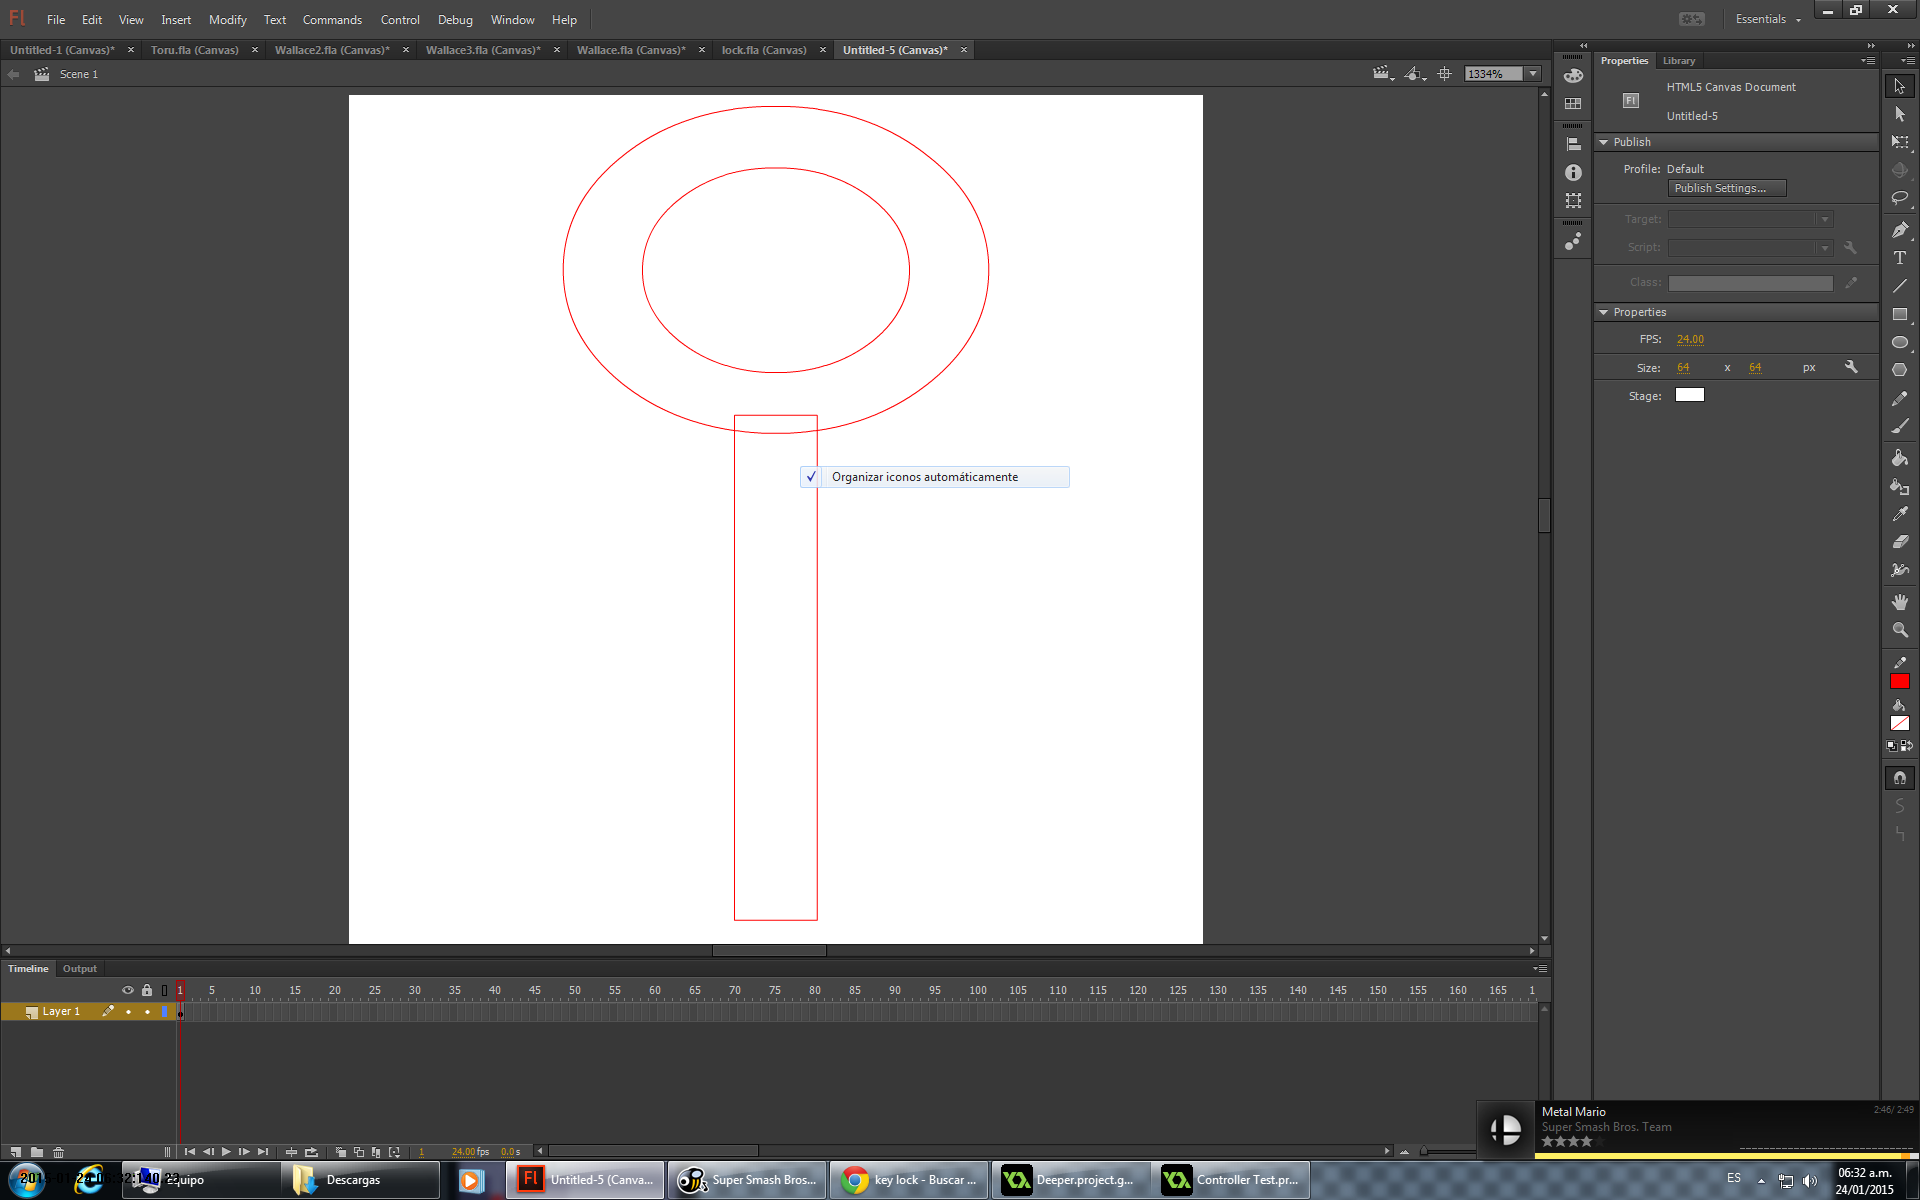 Fl File Edit View Insert Modify Text Commands Control Debug Window Help Essentials
Untitled-1 (Canvas)* Toru.fla (Canvas) Wallace2.fla (Canvas)* Wallace3.fla (Canvas)* Wallace.fla (Canvas)* lock.fla (Canvas) Untitled-5 (Canvas)*
Scene 1 1334%
Properties Library
HTML5 Canvas Document
Fl
Untitled-5
Publish
Profile: Default
Publish Settings...
Target:
Script:
Class:
Properties
FPS: 24.00
Size: 64 x 64 px
Stage:
Organizar iconos automáticamente
Timeline Output
1 5 10 15 20 25 30 35 40 45 50 55 60 65 70 75 80 85 90 95 100 105 110 115 120 125 130 135 140 145 150 155 160 165 1
Layer 1
1 24.00 fps 0.0 s
Metal Mario 2:46/ 2:49
Super Smash Bros. Team
Equipo Descargas Untitled-5 (Canva... Super Smash Bros... key lock - Buscar ... Deeper.project.g... Controller Test.pr... ES
06:32 a.m.
24/01/2015